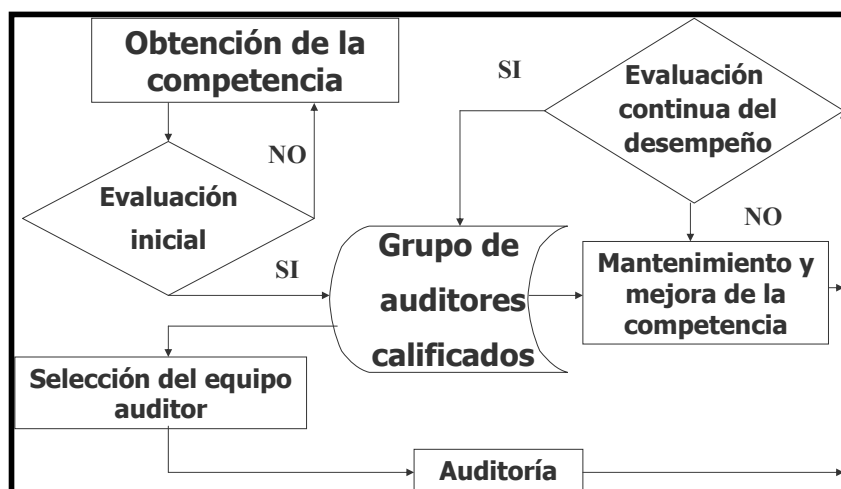 Obtención de la
competencia
SI
Evaluación
continua del
desempeño
NO
Evaluación
inicial
NO
SI
Grupo de
auditores
calificados
Mantenimiento y
mejora de la
competencia
Selección del equipo
auditor
Auditoría